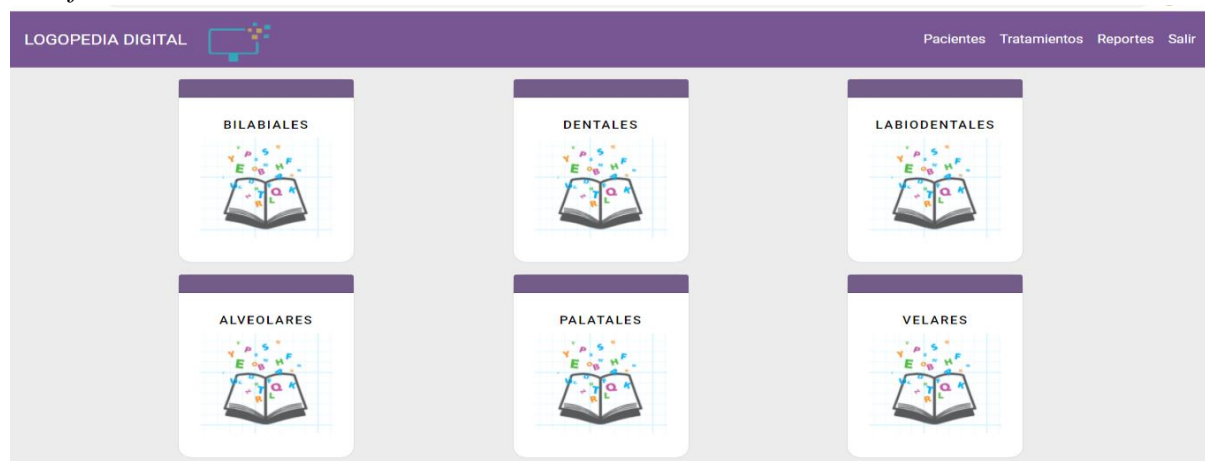 LOGOPEDIA DIGITAL
Pacientes Tratamientos Reportes Salir
BILABIALES
DENTALES
LABIODENTALES
ALVEOLARES
PALATALES
VELARES